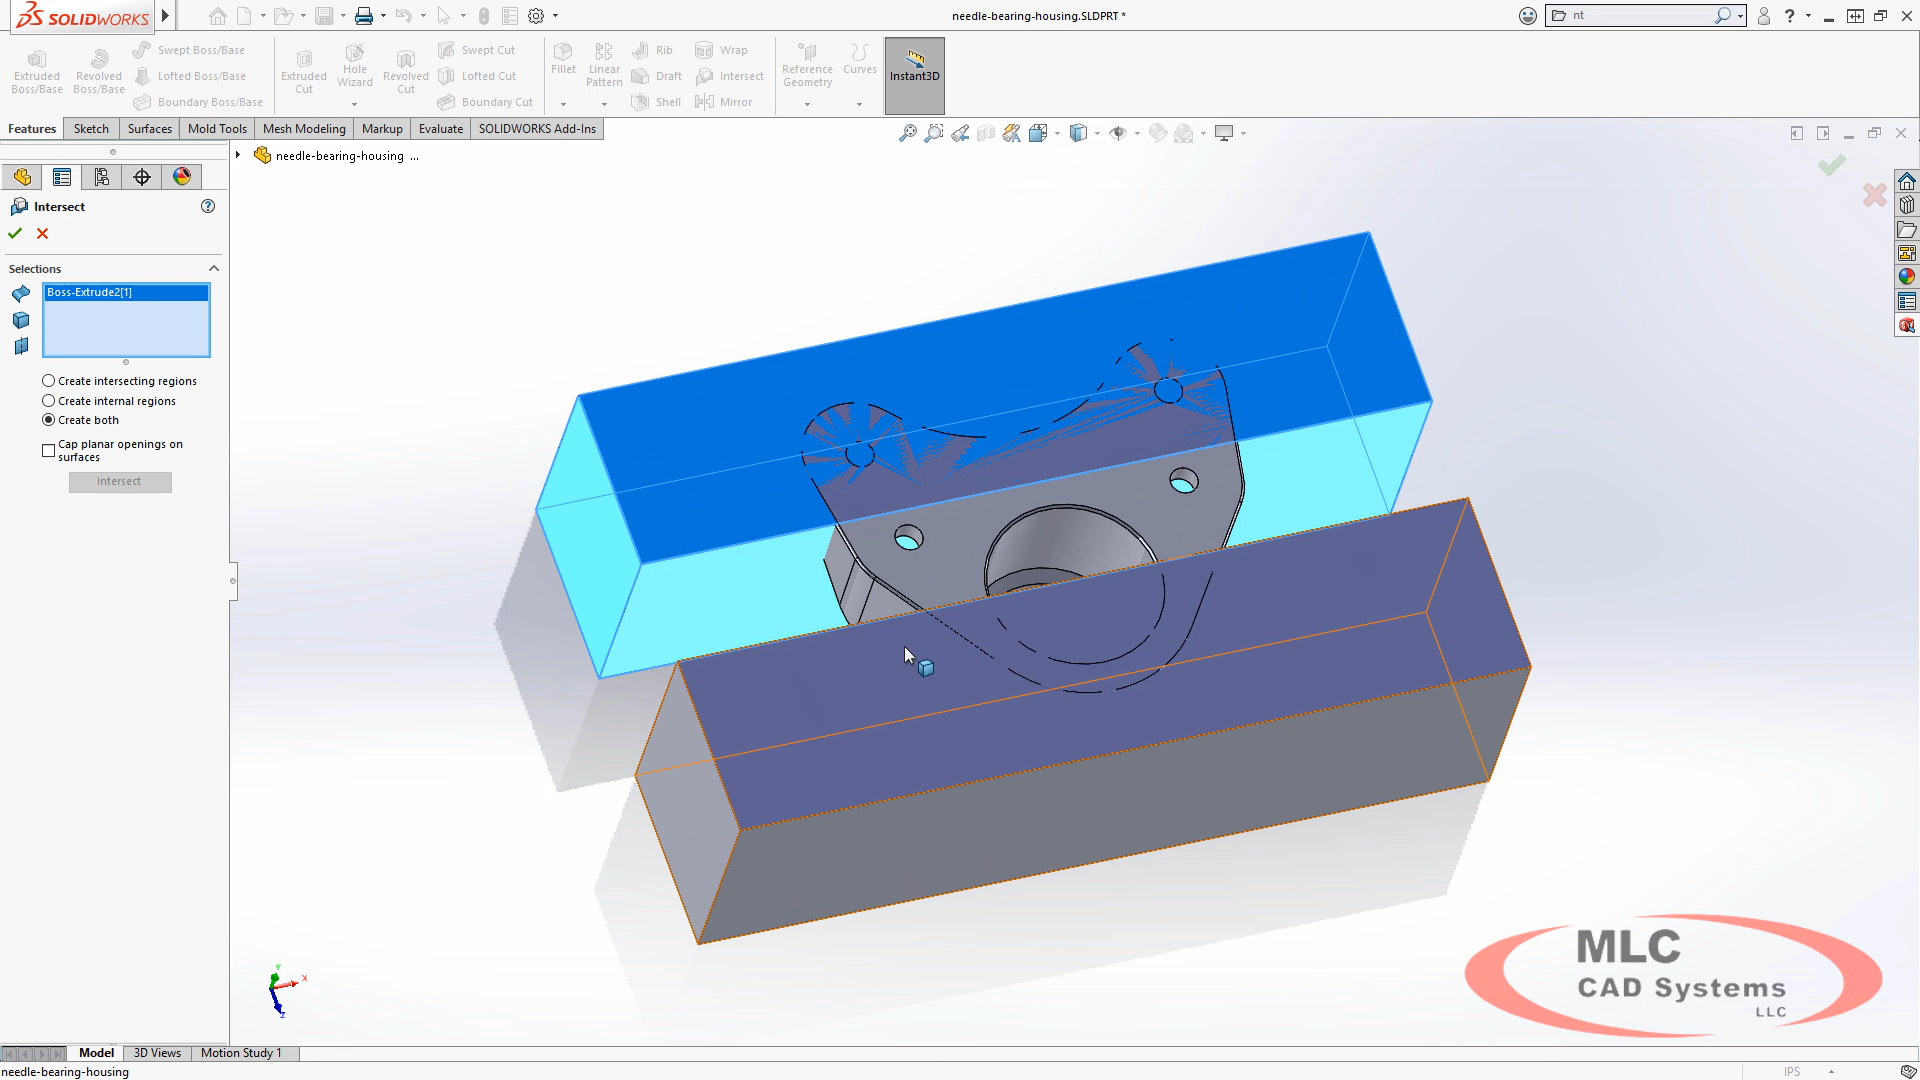 SOLIDWORKS
needle-bearing-housing.SLDPRT *
nt
Extruded Boss/Base
Revolved Boss/Base
Swept Boss/Base
Lofted Boss/Base
Boundary Boss/Base
Extruded Cut
Hole Wizard
Revolved Cut
Swept Cut
Lofted Cut
Boundary Cut
Fillet
Linear Pattern
Rib
Draft
Shell
Wrap
Intersect
Mirror
Reference Geometry
Curves
Instant3D
Features
Sketch
Surfaces
Mold Tools
Mesh Modeling
Markup
Evaluate
SOLIDWORKS Add-Ins
needle-bearing-housing ...
Intersect
Selections
Boss-Extrude2[1]
Create intersecting regions
Create internal regions
Create both
Cap planar openings on
surfaces
Intersect
Y
X
Z
MLC
CAD Systems
LLC
Model
3D Views
Motion Study 1
needle-bearing-housing
IPS